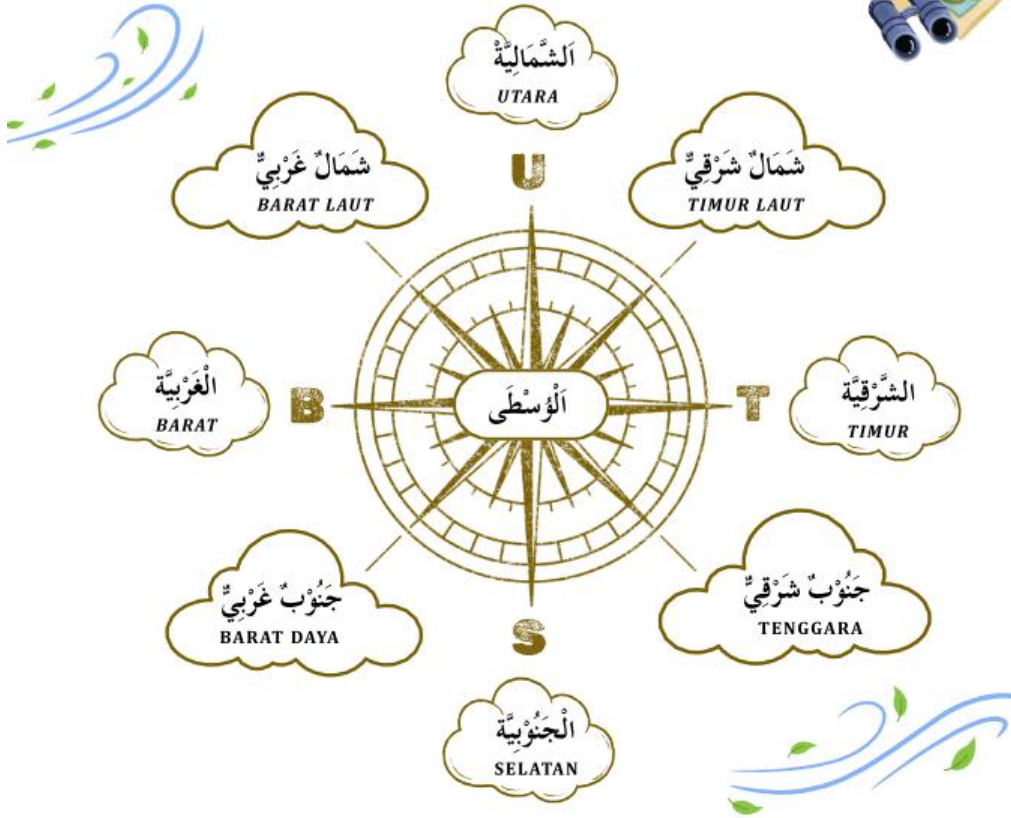 اَلشَّمَالِيَّةْ
UTARA
U
شَمَالٌ غَرْبِيٌّ
BARAT LAUT
شَمَالٌ شَرْقِيٌّ
TIMUR LAUT
الْغَرْبِيَّة
BARAT
B
اَلْوُسْطَى
T
الشَّرْقِيَّة
TIMUR
جَنُوْبٌ غَرْبِيٌّ
BARAT DAYA
جَنُوْبٌ شَرْقِيٌّ
TENGGARA
S
الْجَنُوْبِيَّة
SELATAN